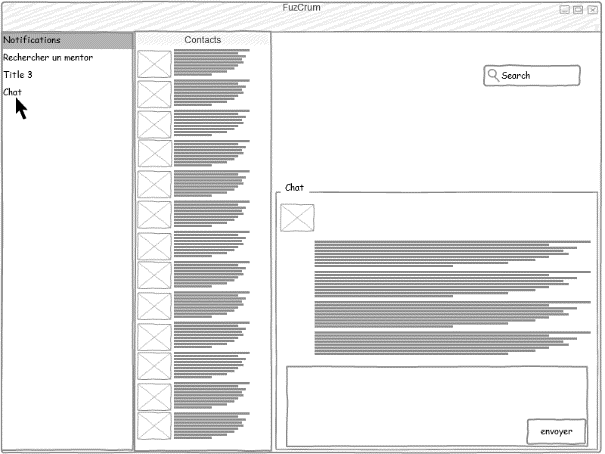 FuzCrum
Notifications
Rechercher un mentor
Title 3
Chat
Contacts
Search
Chat
envoyer